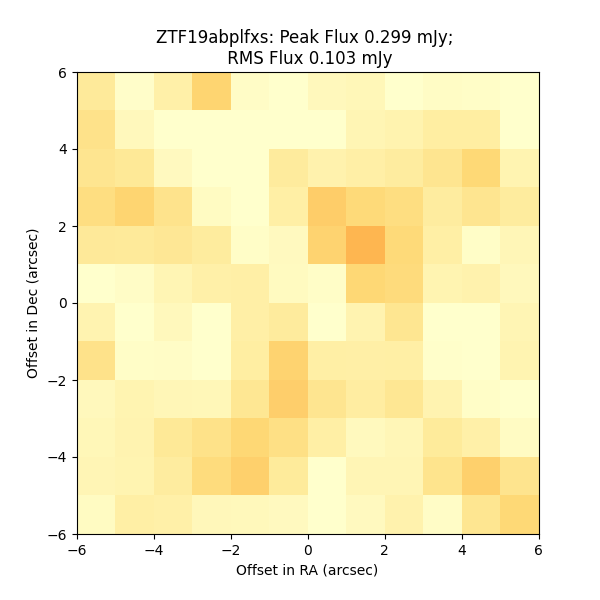 ZTF19abplfxs: Peak Flux 0.299 mJy;
RMS Flux 0.103 mJy
6
4
2
0
−2
−4
−6
Offset in Dec (arcsec)
−6 −4 −2 0 2 4 6
Offset in RA (arcsec)